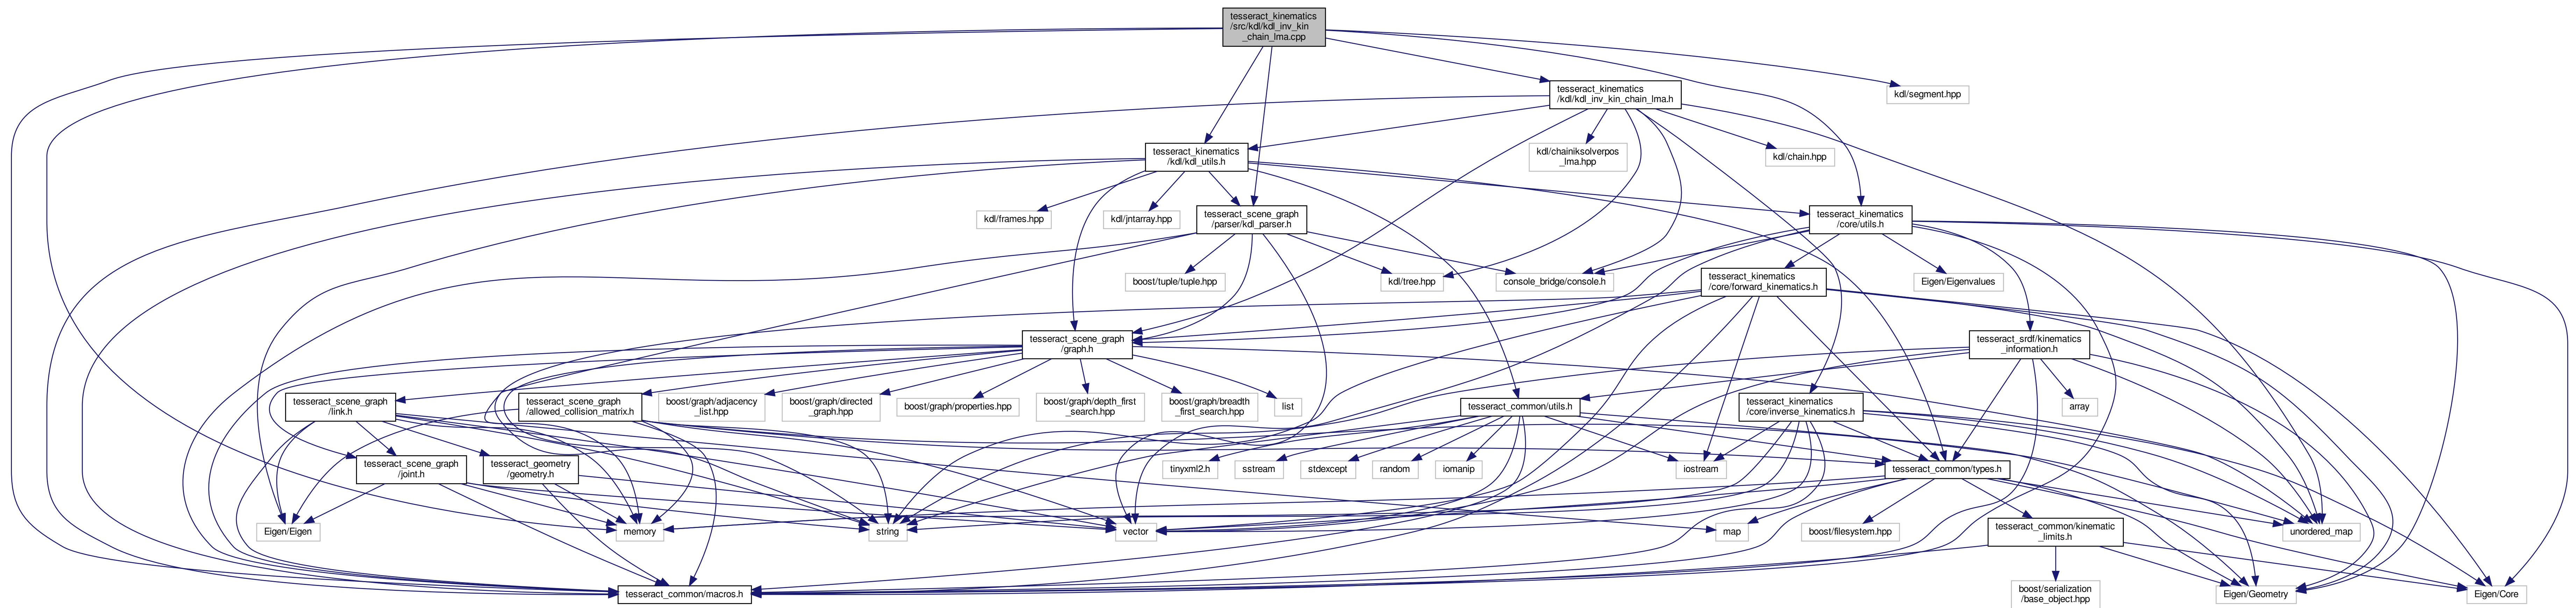 tesseract_kinematics
/src/kdl/kdl_inv_kin
_chain_lma.cpp
tesseract_kinematics
/kdl/kdl_inv_kin_chain_lma.h
kdl/segment.hpp
tesseract_kinematics
/kdl/kdl_utils.h
kdl/chainiksolverpos
_lma.hpp
kdl/chain.hpp
kdl/frames.hpp
kdl/jntarray.hpp
tesseract_scene_graph
/parser/kdl_parser.h
tesseract_kinematics
/core/utils.h
boost/tuple/tuple.hpp
kdl/tree.hpp
console_bridge/console.h
tesseract_kinematics
/core/forward_kinematics.h
Eigen/Eigenvalues
tesseract_scene_graph
/graph.h
tesseract_srdf/kinematics
_information.h
tesseract_scene_graph
/link.h
tesseract_scene_graph
/allowed_collision_matrix.h
boost/graph/adjacency
_list.hpp
boost/graph/directed
_graph.hpp
boost/graph/properties.hpp
boost/graph/depth_first
_search.hpp
boost/graph/breadth
_first_search.hpp
list
tesseract_common/utils.h
tesseract_kinematics
/core/inverse_kinematics.h
array
tesseract_scene_graph
/joint.h
tesseract_geometry
/geometry.h
tinyxml2.h
sstream
stdexcept
random
iomanip
iostream
tesseract_common/types.h
Eigen/Eigen
memory
string
vector
map
boost/filesystem.hpp
tesseract_common/kinematic
_limits.h
unordered_map
tesseract_common/macros.h
boost/serialization
/base_object.hpp
Eigen/Geometry
Eigen/Core